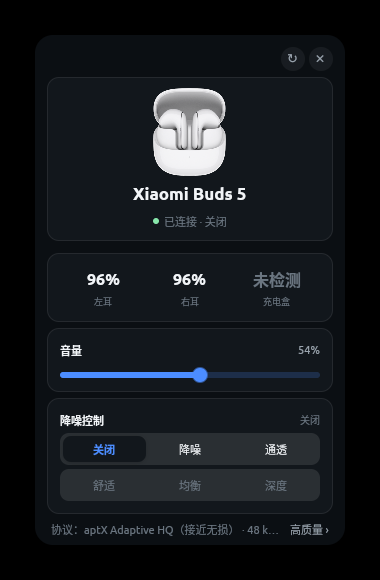 Xiaomi Buds 5
已连接 · 关闭
96% 96% 未检测
左耳 右耳 充电盒
音量 54%
降噪控制 关闭
关闭 降噪 通透
舒适 均衡 深度
协议：aptX Adaptive HQ（接近无损） · 48 k… 高质量 ›